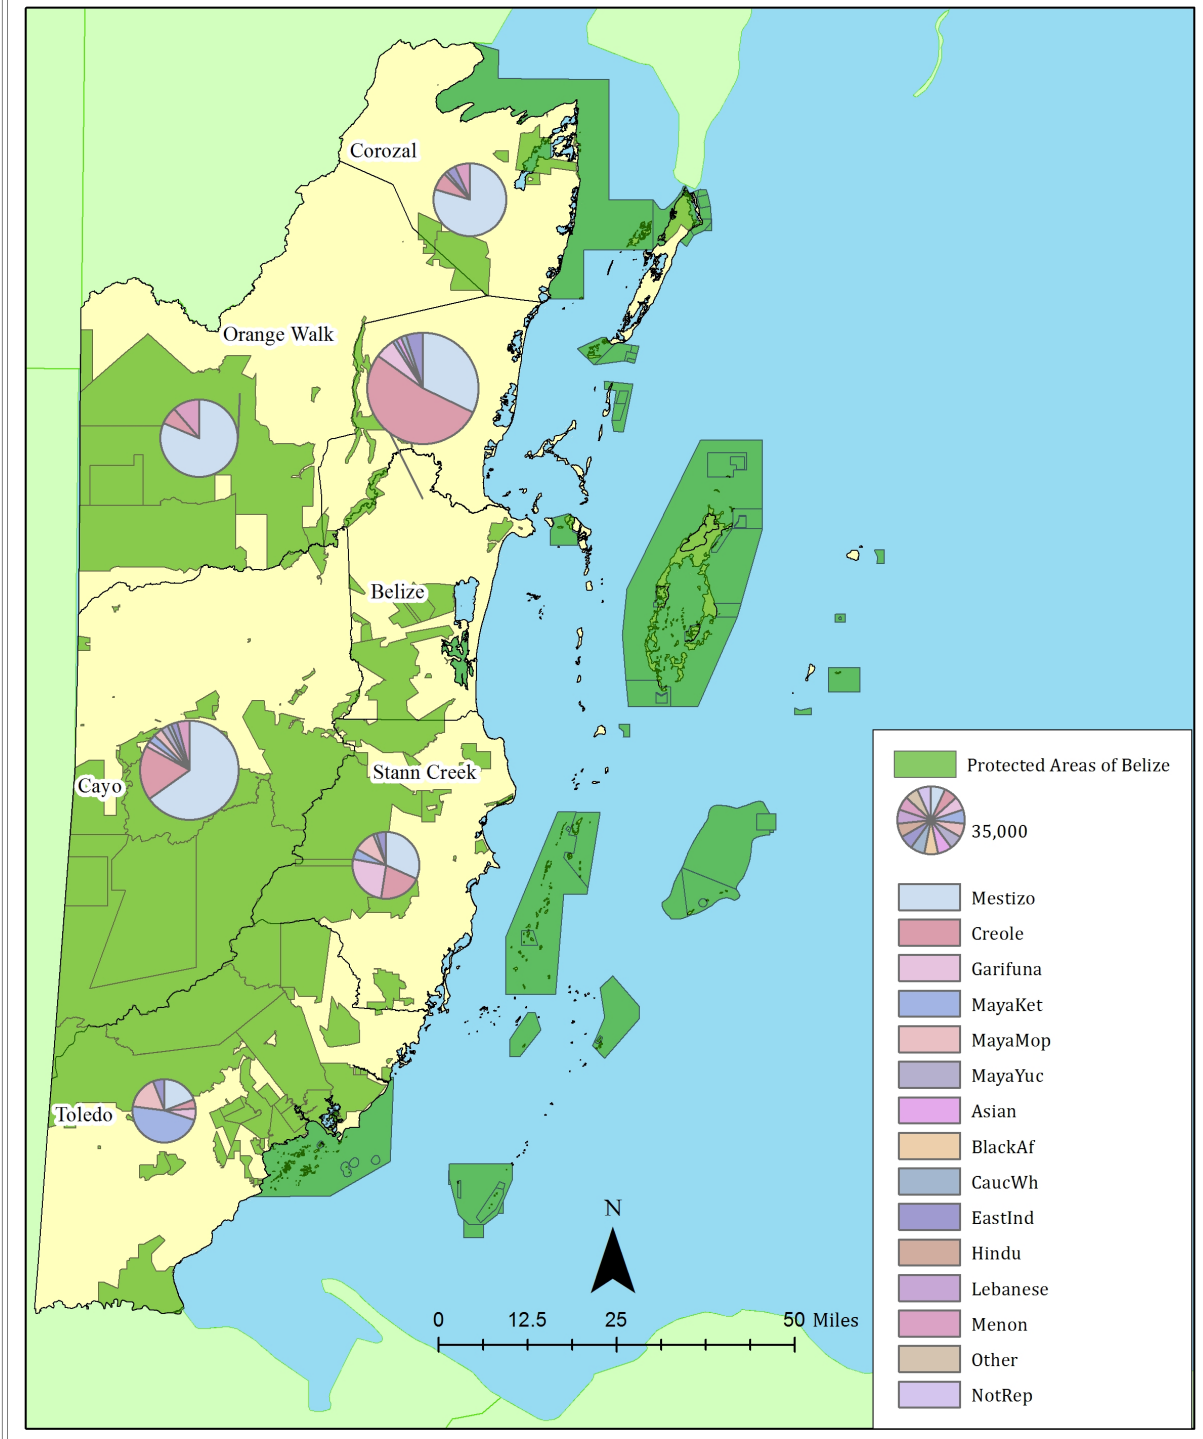 Corozal
Orange Walk
Belize
Stann Creek
Cayo
Toledo
N
0 12.5 25 50 Miles
Protected Areas of Belize
35,000
Mestizo
Creole
Garifuna
MayaKet
MayaMop
MayaYuc
Asian
BlackAf
CaucWh
EastInd
Hindu
Lebanese
Menon
Other
NotRep